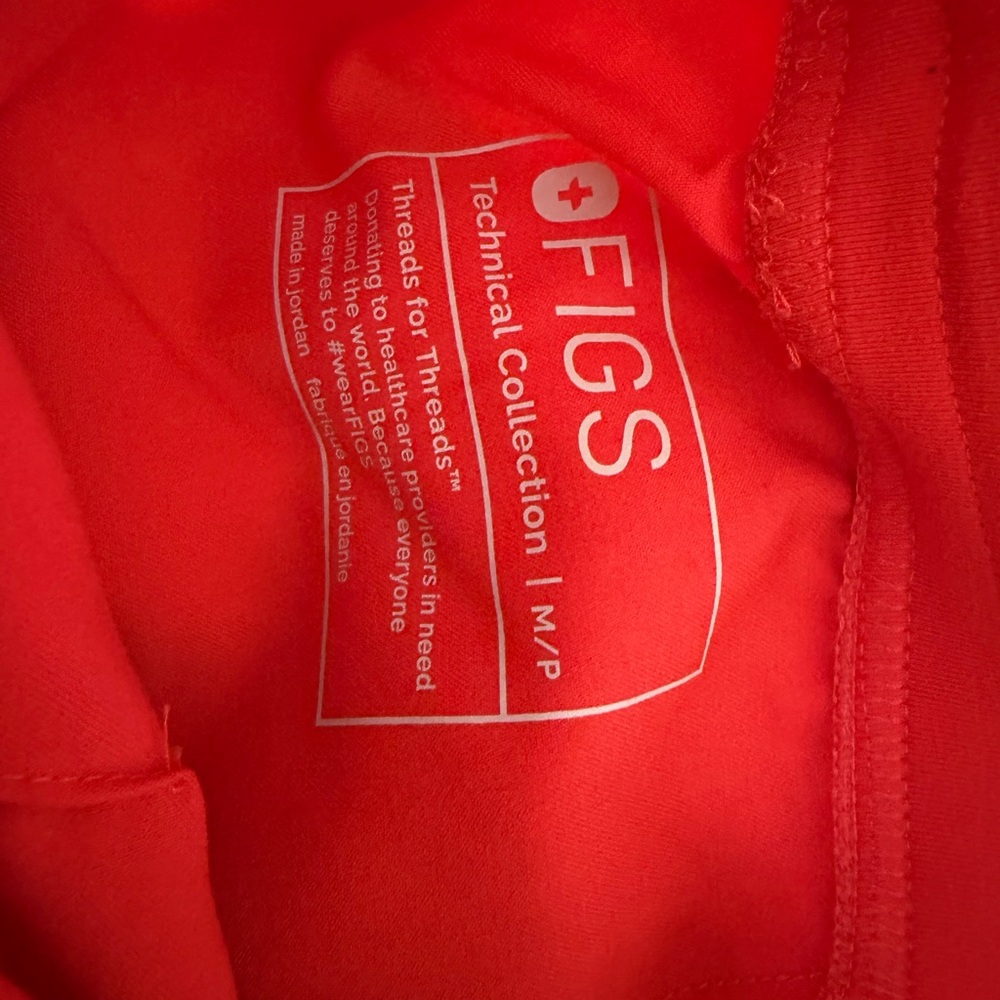 FIGS
Technical Collection | M/P
Threads for Threads™
Donating to healthcare providers in need
around the world. Because everyone
deserves to #wearFIGS
made in jordan fabriqué en jordanie